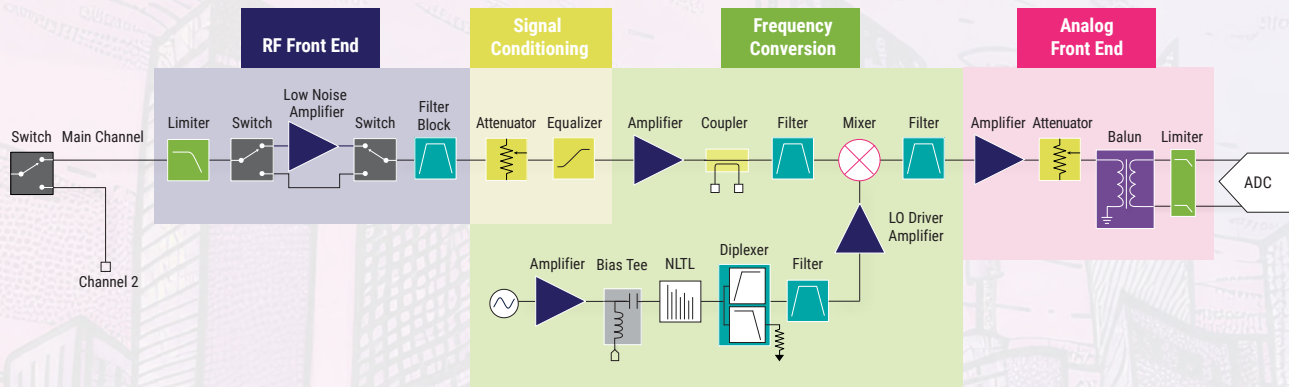 RF Front End
Signal
Conditioning
Frequency
Conversion
Analog
Front End
Switch
Main Channel
Channel 2
Limiter
Switch
Low Noise
Amplifier
Switch
Filter
Block
Attenuator
Equalizer
Amplifier
Coupler
Filter
Mixer
Filter
Amplifier
Attenuator
Balun
Limiter
ADC
LO Driver
Amplifier
Amplifier
Bias Tee
NLTL
Diplexer
Filter